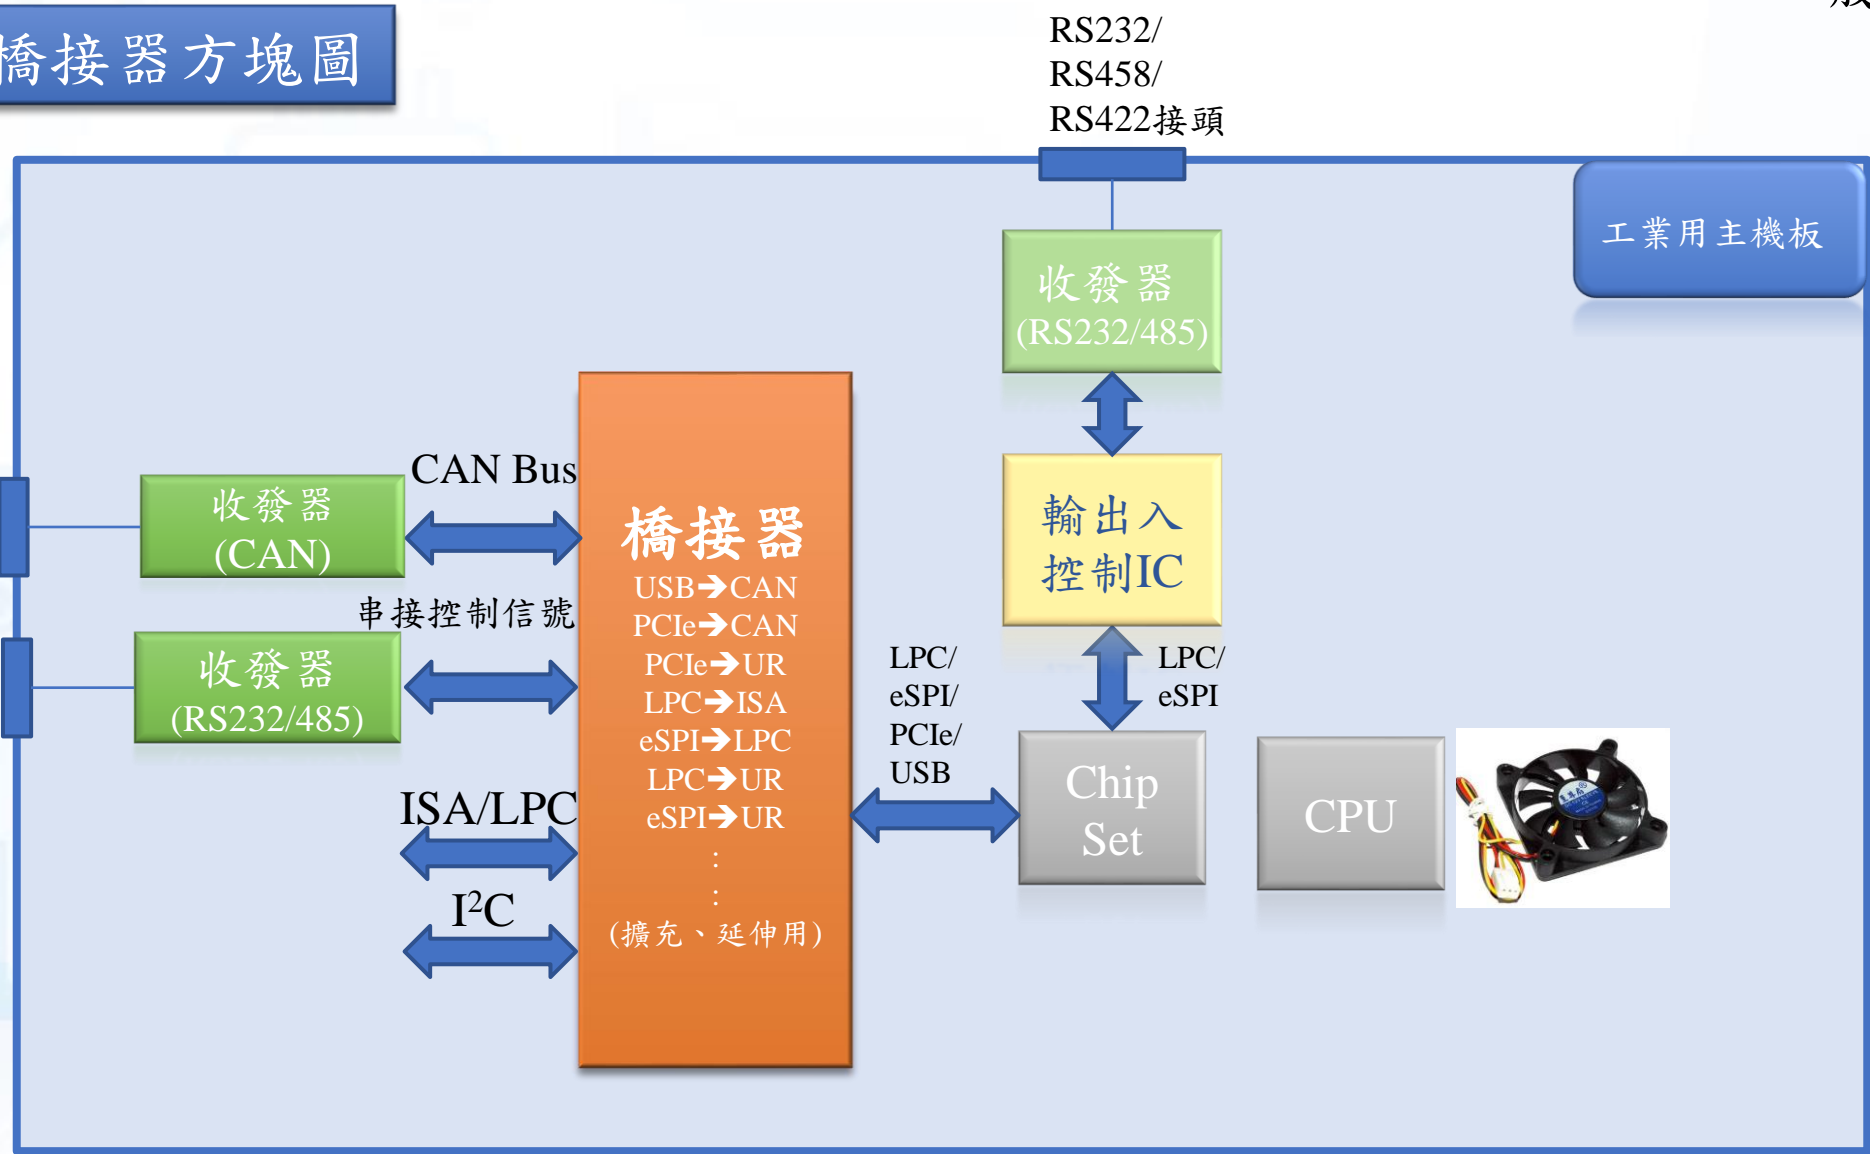 橋接器方塊圖
RS232/
RS458/
RS422接頭
工業用主機板
收發器
(RS232/485)
輸出入
控制IC
LPC/
eSPI
Chip
Set
CPU
LPC/
eSPI/
PCIe/
USB
橋接器
USB➔CAN
PCIe➔CAN
PCIe➔UR
LPC➔ISA
eSPI➔LPC
LPC➔UR
eSPI➔UR
:
:
(擴充、延伸用)
CAN Bus
收發器
(CAN)
串接控制信號
收發器
(RS232/485)
ISA/LPC
I²C